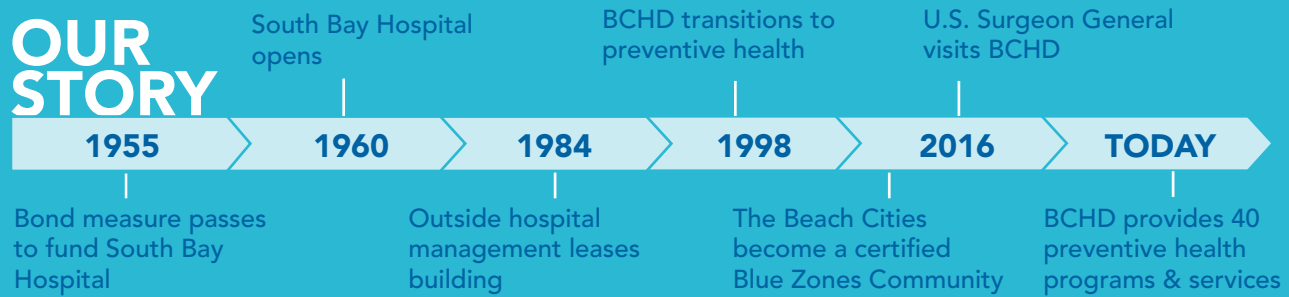 OUR
STORY
South Bay Hospital
opens
BCHD transitions to
preventive health
U.S. Surgeon General
visits BCHD
1955
1960
1984
1998
2016
TODAY
Bond measure passes
to fund South Bay
Hospital
Outside hospital
management leases
building
The Beach Cities
become a certified
Blue Zones Community
BCHD provides 40
preventive health
programs & services